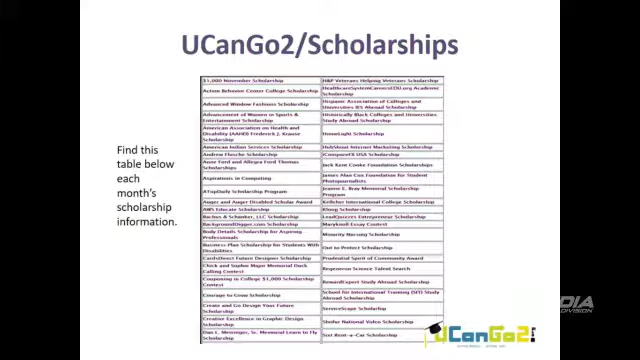 UCanGo2/Scholarships
Find this
table below
each
month's
scholarship
information.
$1,000 November Scholarship
Action Behavior Center College Scholarship
Advanced Window Fashions Scholarship
Advancement of Women in Sports &
Entertainment Scholarship
American Association on Health and
Disability (AAHD) Frederick J. Krause
Scholarship
American Indian Services Scholarship
Andrew Flusche Scholarship
Anne Ford and Allegra Ford Thomas
Scholarships
Aspirations in Computing
ATopDaily Scholarship Program
Auger and Auger Disabled Scholar Award
AWS Educate Scholarship
Bachus & Schanker, LLC Scholarship
BackgroundDigger.com Scholarship
Body Details Scholarship for Aspiring
Professionals
Business Plan Scholarship for Students With
Disabilities
CardsDirect Future Designer Scholarship
Chick and Sophie Major Memorial Duck
Calling Contest
Couponing in College $1,000 Scholarship
Contest
Courage to Grow Scholarship
Create and Go Design Your Future
Scholarship
Creative Excellence in Graphic Design
Scholarship
Dan L. Meisinger, Sr. Memorial Learn to Fly
Scholarship
H&P Veterans Helping Veterans Scholarship
HealthcareSystemCareersEDU.org Academic
Scholarship
Hispanic Association of Colleges and
Universities IES Abroad Scholarship
Historically Black Colleges and Universities
Study Abroad Scholarship
HomeLight Scholarship
HubShout Internet Marketing Scholarship
iCompareFX USA Scholarship
Jack Kent Cooke Foundation Scholarships
James Alan Cox Foundation for Student
Photojournalists
Jeanne E. Bray Memorial Scholarship
Program
Kelleher International College Scholarship
Kloog Scholarship
LeadQuizzes Entrepreneur Scholarship
Maryknoll Essay Contest
Minority Nursing Scholarship
Out to Protect Scholarship
Prudential Spirit of Community Award
Regeneron Science Talent Search
RewardExpert Study Abroad Scholarship
School for International Training (SIT) Study
Abroad Scholarship
ServiceScape Scholarship
Shofur National Video Scholarship
Sixt Rent-a-Car Scholarship
UCanGo2
DIA
DIVISION